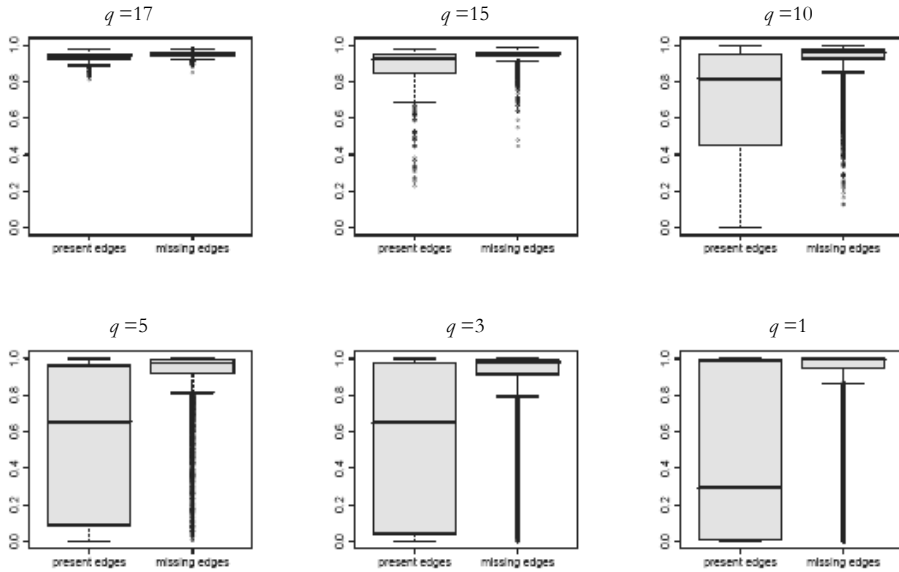 q =17
q =15
q =10
1.0
0.8
0.6
0.4
0.2
0.0
present edges
missing edges
1.0
0.8
0.6
0.4
0.2
0.0
present edges
missing edges
1.0
0.8
0.6
0.4
0.2
0.0
present edges
missing edges
q =5
q =3
q =1
1.0
0.8
0.6
0.4
0.2
0.0
present edges
missing edges
1.0
0.8
0.6
0.4
0.2
0.0
present edges
missing edges
1.0
0.8
0.6
0.4
0.2
0.0
present edges
missing edges